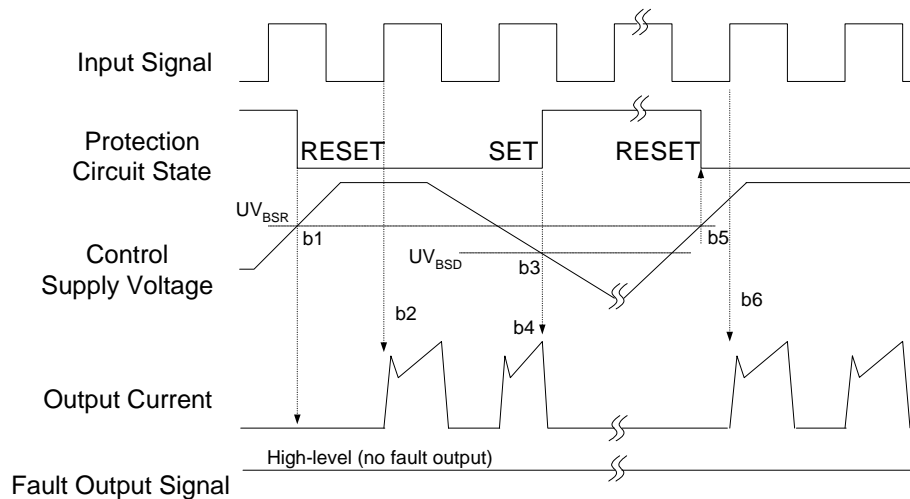 Input Signal
Protection
Circuit State
RESET
SET
RESET
UV_BSR
b1
b5
UV_BSD
b3
Control
Supply Voltage
b2
b4
b6
Output Current
High-level (no fault output)
Fault Output Signal